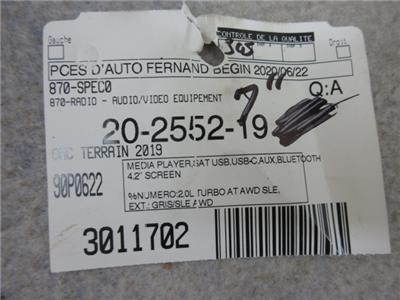 Gauche
CONTROLE DE LA QUALITE
Droit
PCES D'AUTO FERNAND BEGIN 2020/06/22
870-SPEC0
870-RADIO - AUDIO/VIDEO EQUIPEMENT
7"
Q:A
20-2552-19
GMC TERRAIN 2019
MEDIA PLAYER,SAT USB,USB-C,AUX,BLUETOOTH
4.2" SCREEN
90P0622
%NUMERO:2.0L TURBO AT AWD SLE,
EXT.: GRIS/SLE AWD
3011702